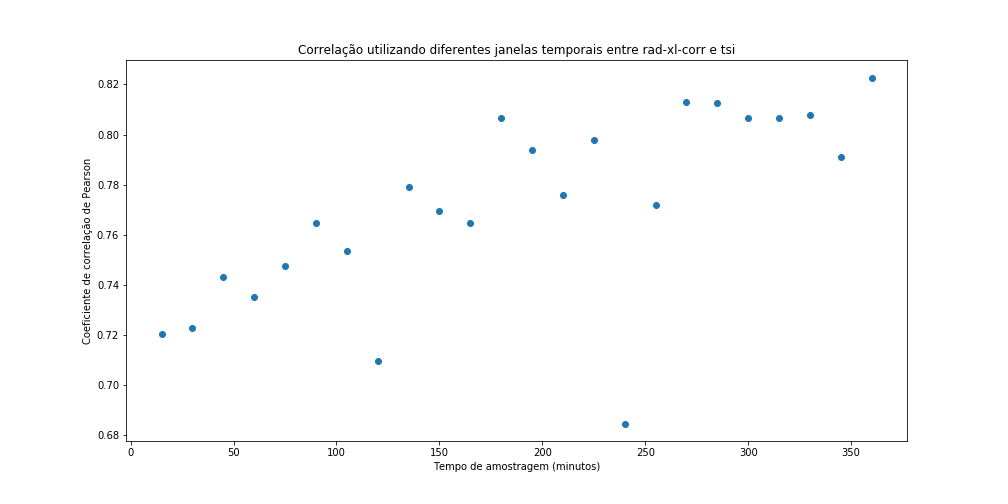 Correlação utilizando diferentes janelas temporais entre rad-xl-corr e tsi
Coeficiente de correlação de Pearson
0.82
0.80
0.78
0.76
0.74
0.72
0.70
0.68
0 50 100 150 200 250 300 350
Tempo de amostragem (minutos)